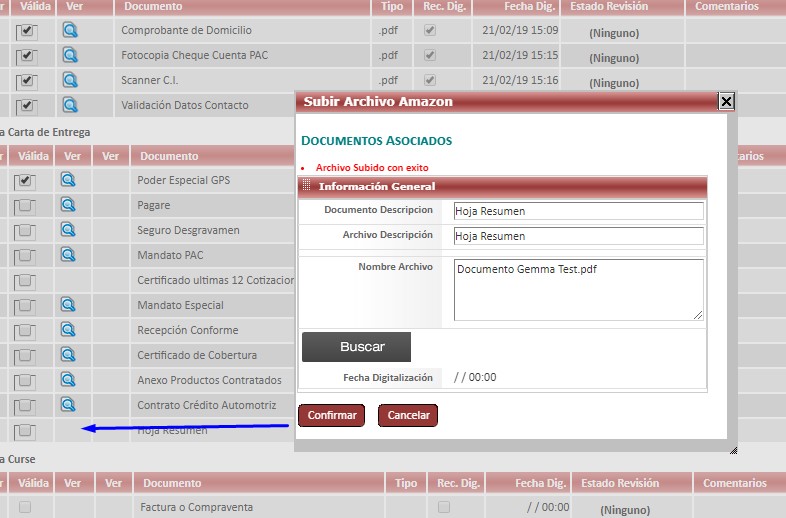 or Válida Ver Documento Tipo Rec. Dig. Fecha Dig. Estado Revisión Comentarios
Comprobante de Domicilio .pdf 21/02/19 15:09 (Ninguno)
Fotocopia Cheque Cuenta PAC .pdf 21/02/19 15:15 (Ninguno)
Scanner C.I. .pdf 21/02/19 15:16 (Ninguno)
Validación Datos Contacto
a Carta de Entrega
or Válida Ver Ver Documento
Poder Especial GPS
Pagare
Seguro Desgravamen
Mandato PAC
Certificado ultimas 12 Cotizacion
Mandato Especial
Recepción Conforme
Certificado de Cobertura
Anexo Productos Contratados
Contrato Crédito Automotriz
Hoja Resumen
Subir Archivo Amazon
DOCUMENTOS ASOCIADOS
• Archivo Subido con exito
Información General
Documento Descripcion Hoja Resumen
Archivo Descripción Hoja Resumen
Nombre Archivo Documento Gemma Test.pdf
Buscar
Fecha Digitalización / / 00:00
Confirmar Cancelar
ntarios
a Curse
or Válida Ver Ver Documento Tipo Rec. Dig. Fecha Dig. Estado Revisión Comentarios
Factura o Compraventa / / 00:00 (Ninguno)